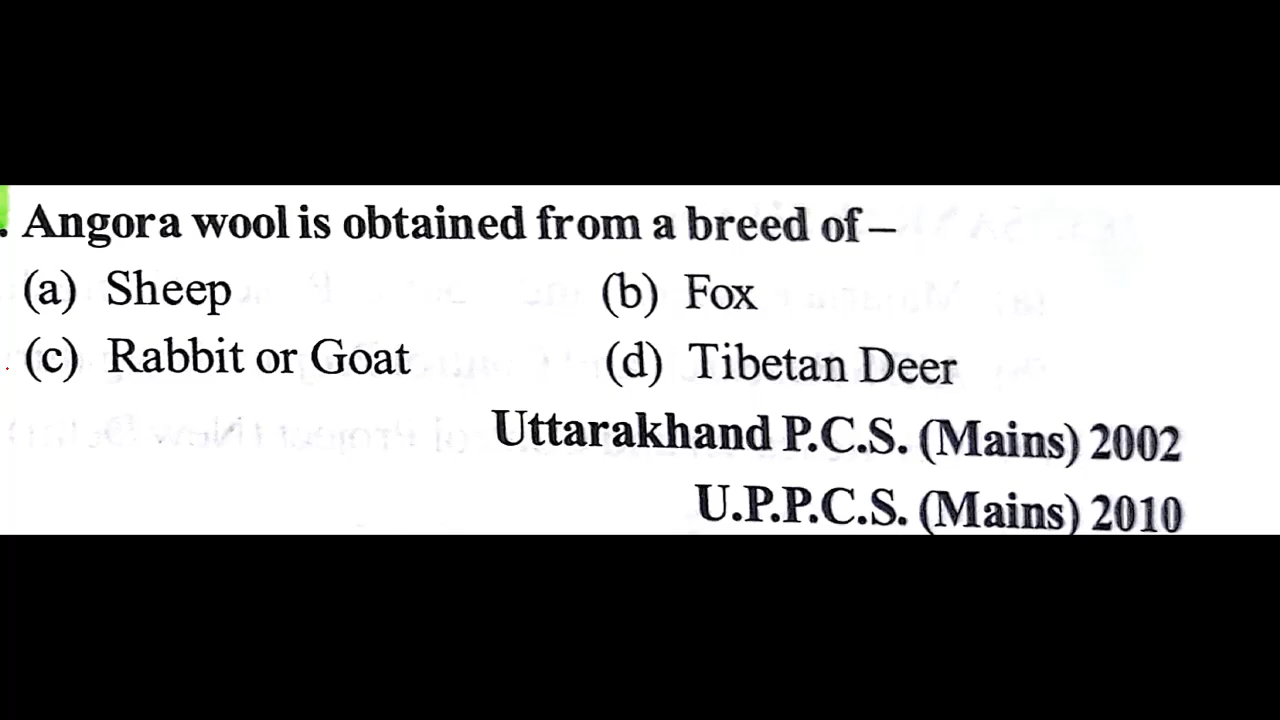 . Angora wool is obtained from a breed of –
(a) Sheep (b) Fox
(c) Rabbit or Goat (d) Tibetan Deer
Uttarakhand P.C.S. (Mains) 2002
U.P.P.C.S. (Mains) 2010